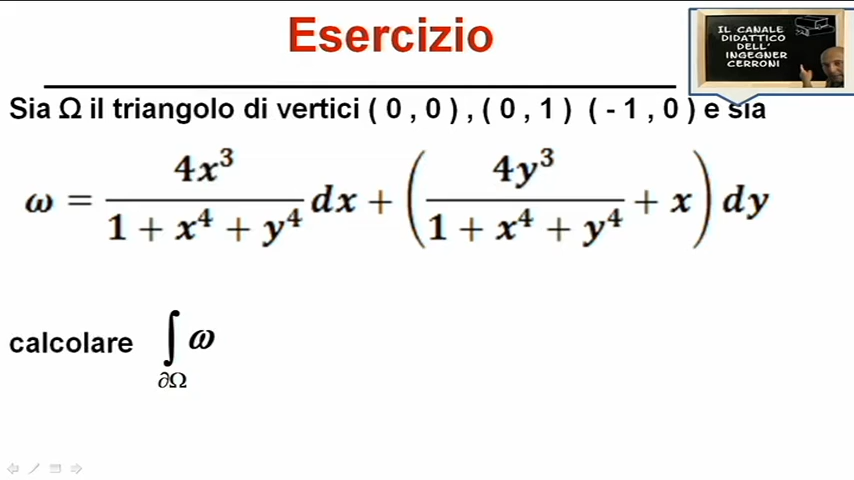 Esercizio
IL CANALE
DIDATTICO
DELL'
INGEGNER
CERRONI
Sia Ω il triangolo di vertici ( 0 , 0 ) , ( 0 , 1 ) ( - 1 , 0 ) e sia
ω = 4x³/(1 + x⁴ + y⁴) dx + (4y³/(1 + x⁴ + y⁴) + x) dy
calcolare ∫_∂Ω ω